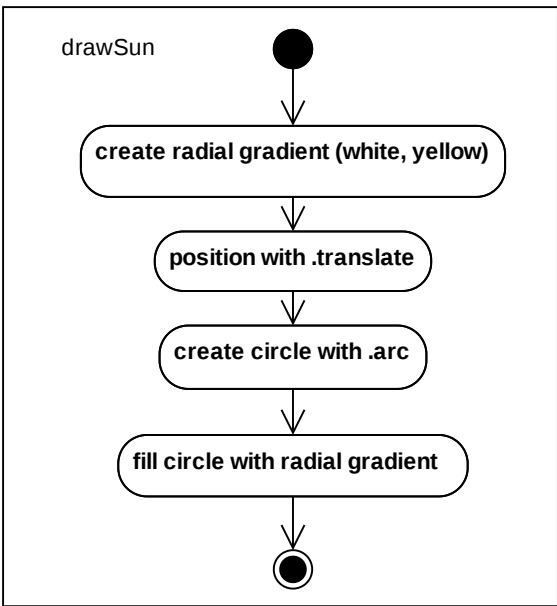 drawSun
create radial gradient (white, yellow)
position with .translate
create circle with .arc
fill circle with radial gradient